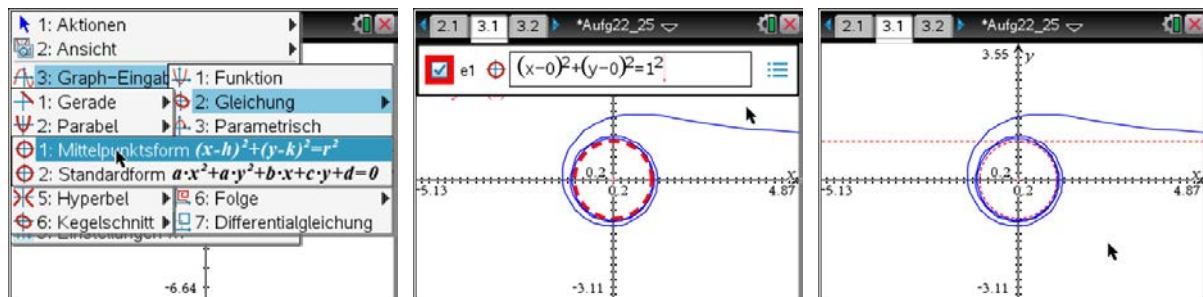 1: Aktionen
2: Ansicht
3: Graph-Eingab
1: Funktion
1: Gerade
2: Gleichung
2: Parabel
3: Parametrisch
1: Mittelpunktsform (x-h)²+(y-k)²=r²
2: Standardform a·x²+a·y²+b·x+c·y+d=0
5: Hyperbel
6: Folge
6: Kegelschnitt
7: Differentialgleichung
-6.64
2.1 3.1 3.2 *Aufg22_25
e1 (x-0)²+(y-0)²=1²
0.2 x
-5.13 0.2 4.87
-3.11
2.1 3.1 3.2 *Aufg22_25
3.55 y
0.2 x
-5.13 0.2 4.87
-3.11